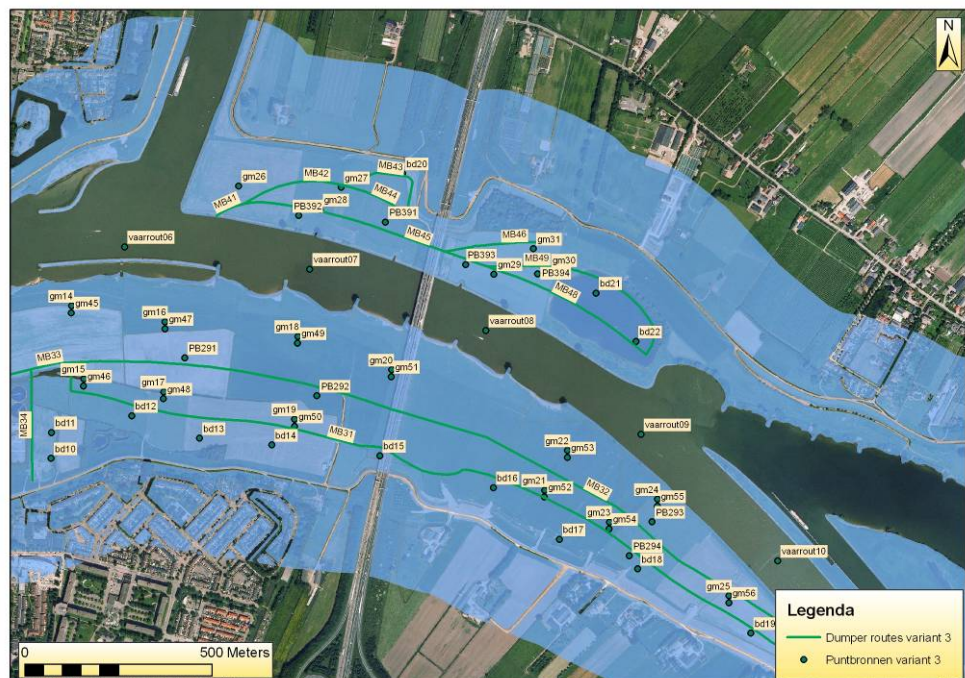 N
bd20
MB43
MB42
gm26
gm27
MB44
gm28
MB41
PB392
PB391
MB45
MB46
gm31
vaarrout06
vaarrout07
PB393
MB49
gm30
gm29
PB394
bd21
MB48
gm14
gm45
gm16
gm47
vaarrout08
gm18
gm49
bd22
PB291
MB33
gm15
gm46
gm20
gm51
gm17
gm48
PB292
bd12
gm19
gm50
MB31
MB34
bd11
bd13
bd14
vaarrout09
bd10
bd15
gm22
gm53
bd16
gm21
gm52
MB32
gm24
gm55
gm23
gm54
PB293
bd17
PB294
bd18
vaarrout10
gm25
gm56
bd19
Legenda
Dumper routes variant 3
Puntbronnen variant 3
0 500 Meters